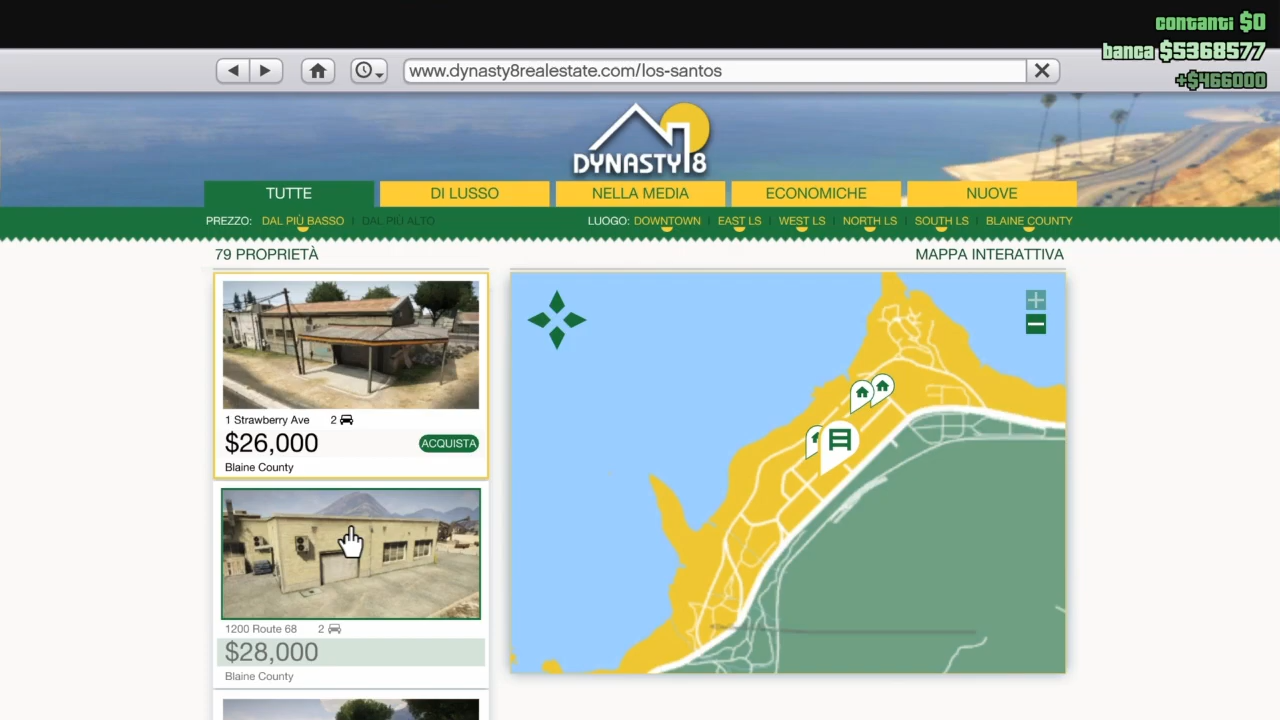 contanti $0
banca $5368577
+$466000
www.dynasty8realestate.com/los-santos
DYNASTY 8
TUTTE
DI LUSSO
NELLA MEDIA
ECONOMICHE
NUOVE
PREZZO: DAL PIÙ BASSO | DAL PIÙ ALTO
LUOGO: DOWNTOWN | EAST LS | WEST LS | NORTH LS | SOUTH LS | BLAINE COUNTY
79 PROPRIETÀ
MAPPA INTERATTIVA
1 Strawberry Ave 2
$26,000
ACQUISTA
Blaine County
1200 Route 68 2
$28,000
Blaine County